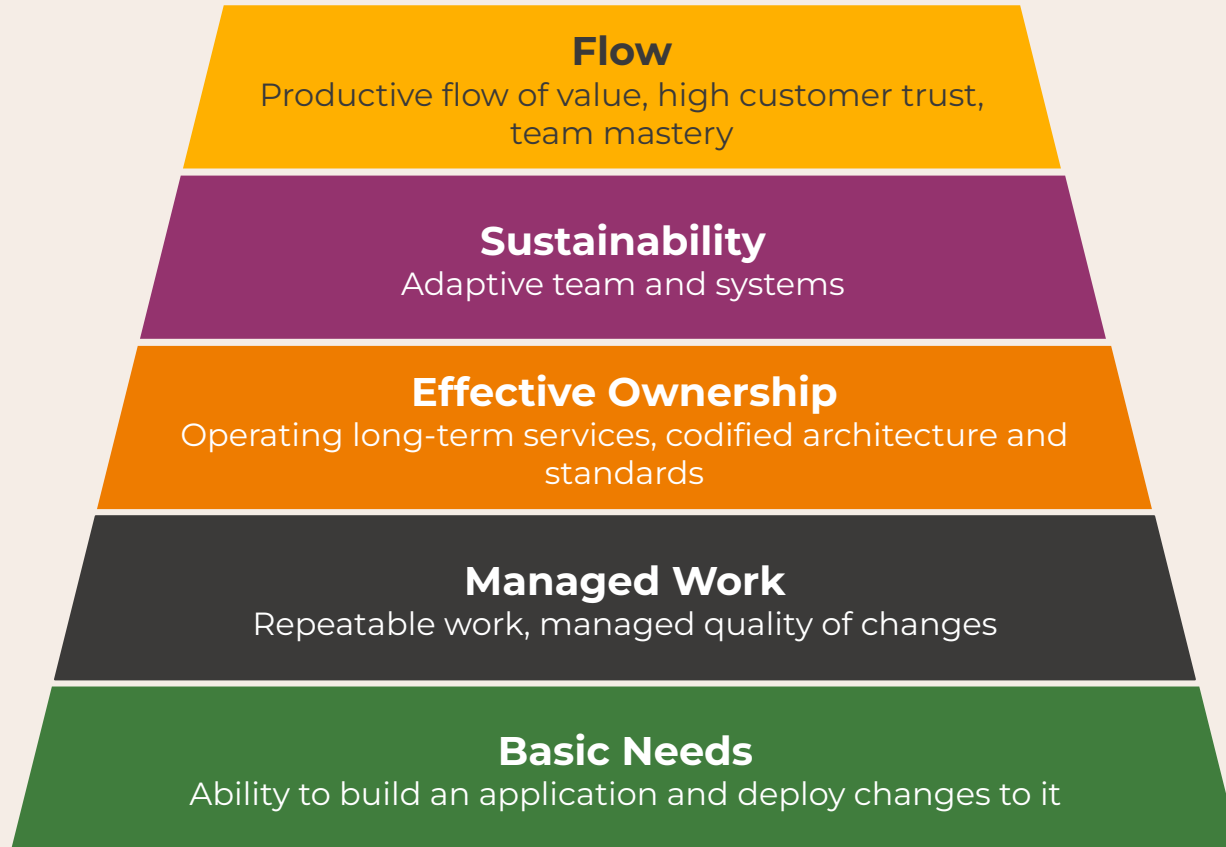 Flow
Productive flow of value, high customer trust,
team mastery
Sustainability
Adaptive team and systems
Effective Ownership
Operating long-term services, codified architecture and
standards
Managed Work
Repeatable work, managed quality of changes
Basic Needs
Ability to build an application and deploy changes to it